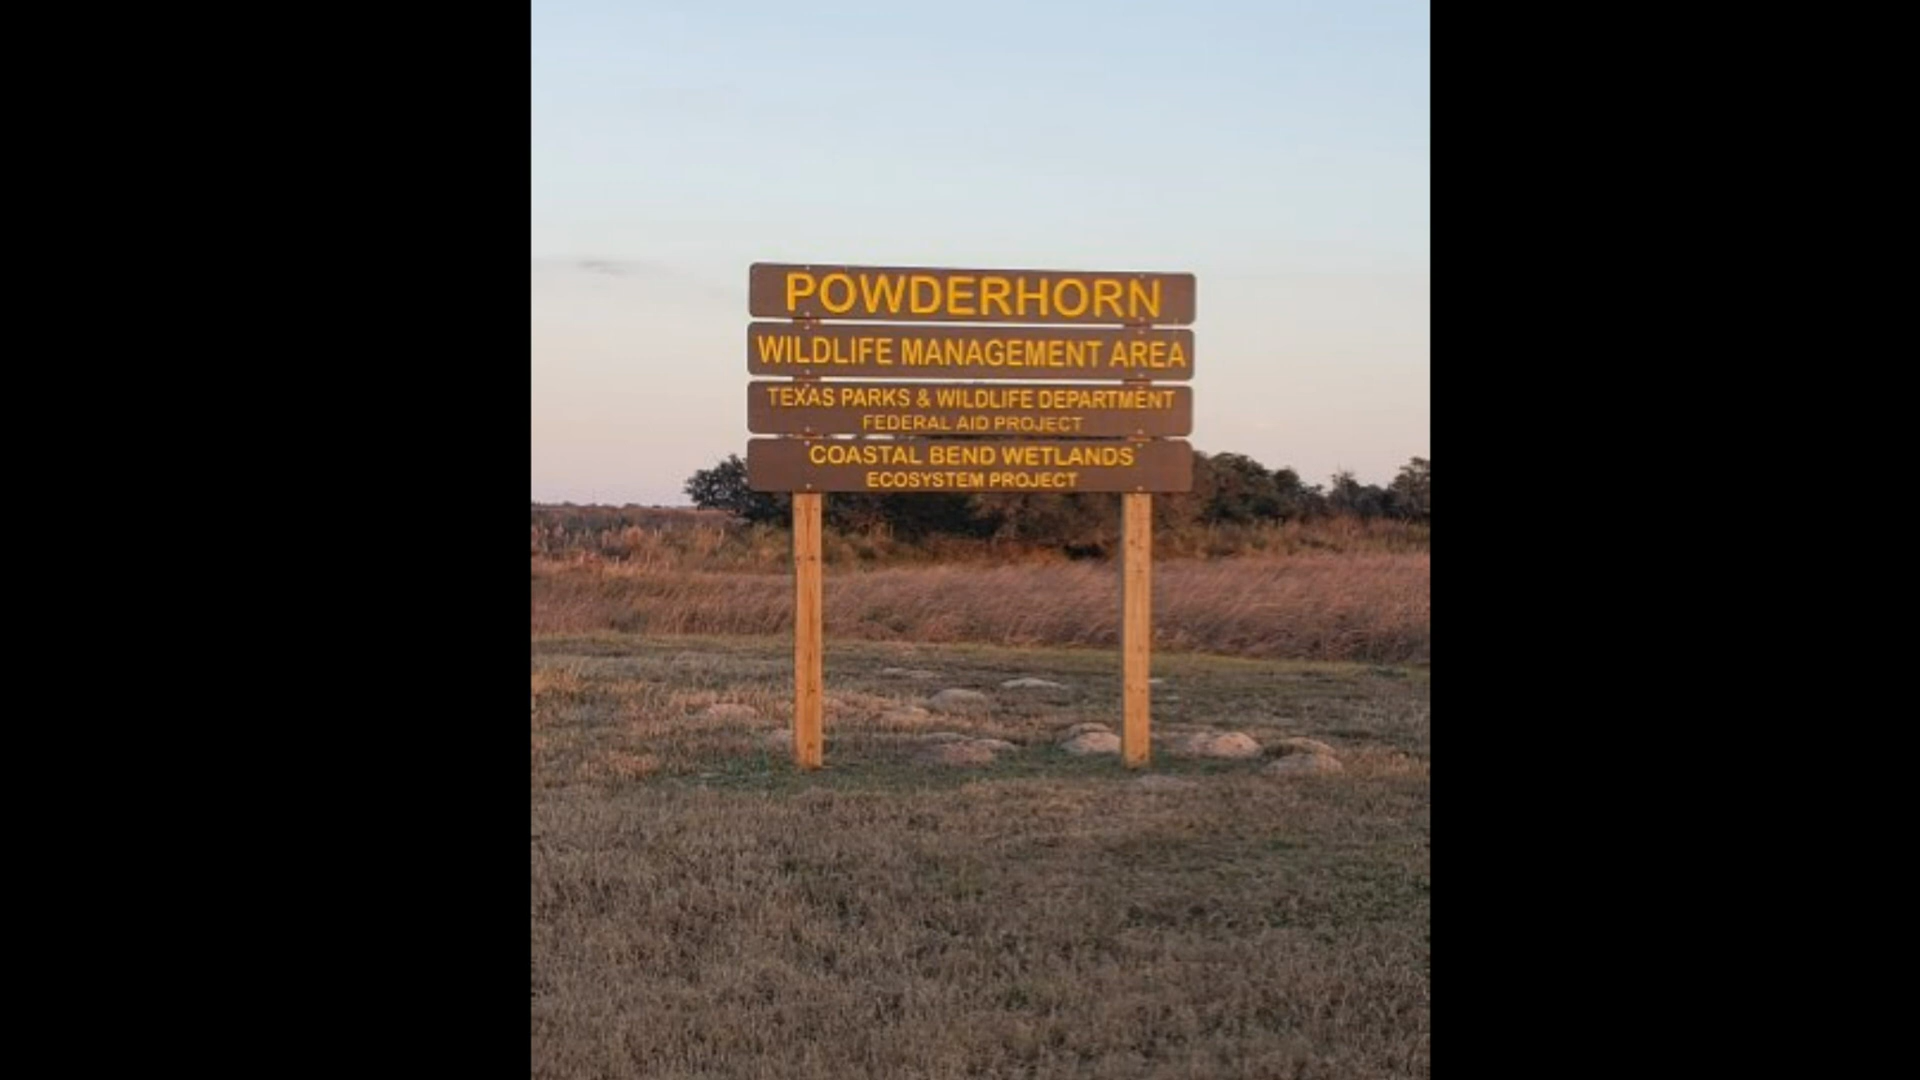 POWDERHORN
WILDLIFE MANAGEMENT AREA
TEXAS PARKS & WILDLIFE DEPARTMENT
FEDERAL AID PROJECT
COASTAL BEND WETLANDS
ECOSYSTEM PROJECT